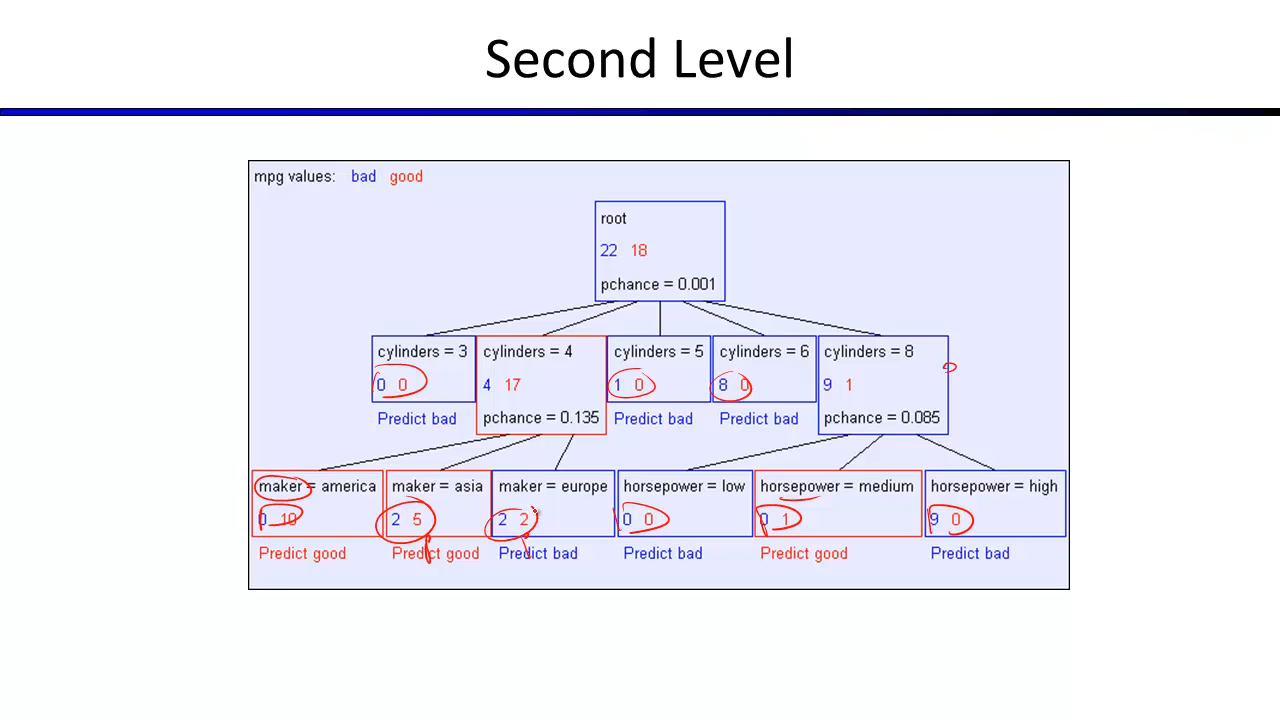 Second Level
mpg values: bad good
root
22 18
pchance = 0.001
cylinders = 3
0 0
Predict bad
cylinders = 4
4 17
pchance = 0.135
cylinders = 5
1 0
Predict bad
cylinders = 6
8 0
Predict bad
cylinders = 8
9 1
pchance = 0.085
maker = america
0 10
Predict good
maker = asia
2 5
Predict good
maker = europe
2 2
Predict bad
horsepower = low
0 0
Predict bad
horsepower = medium
0 1
Predict good
horsepower = high
9 0
Predict bad